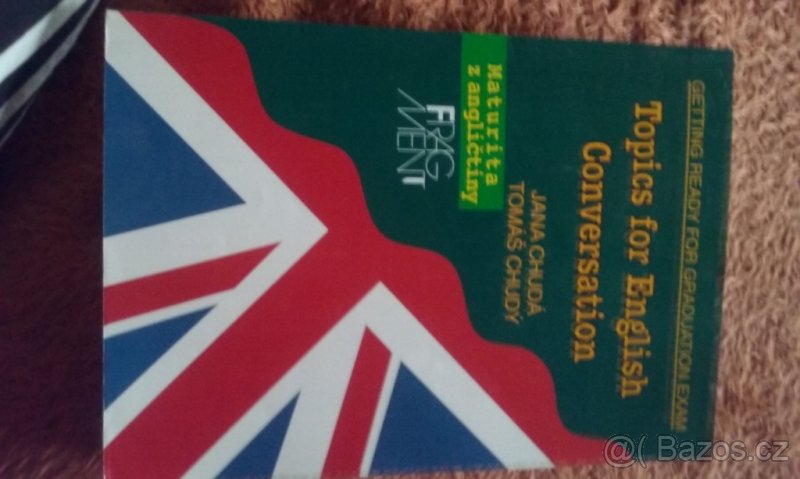 GETTING READY FOR GRADUATION EXAM
Topics for English
Conversation
JANA CHUDÁ
TOMÁŠ CHUDÝ
Maturita
z angličtiny
FRAG
MENT
Bazos.cz